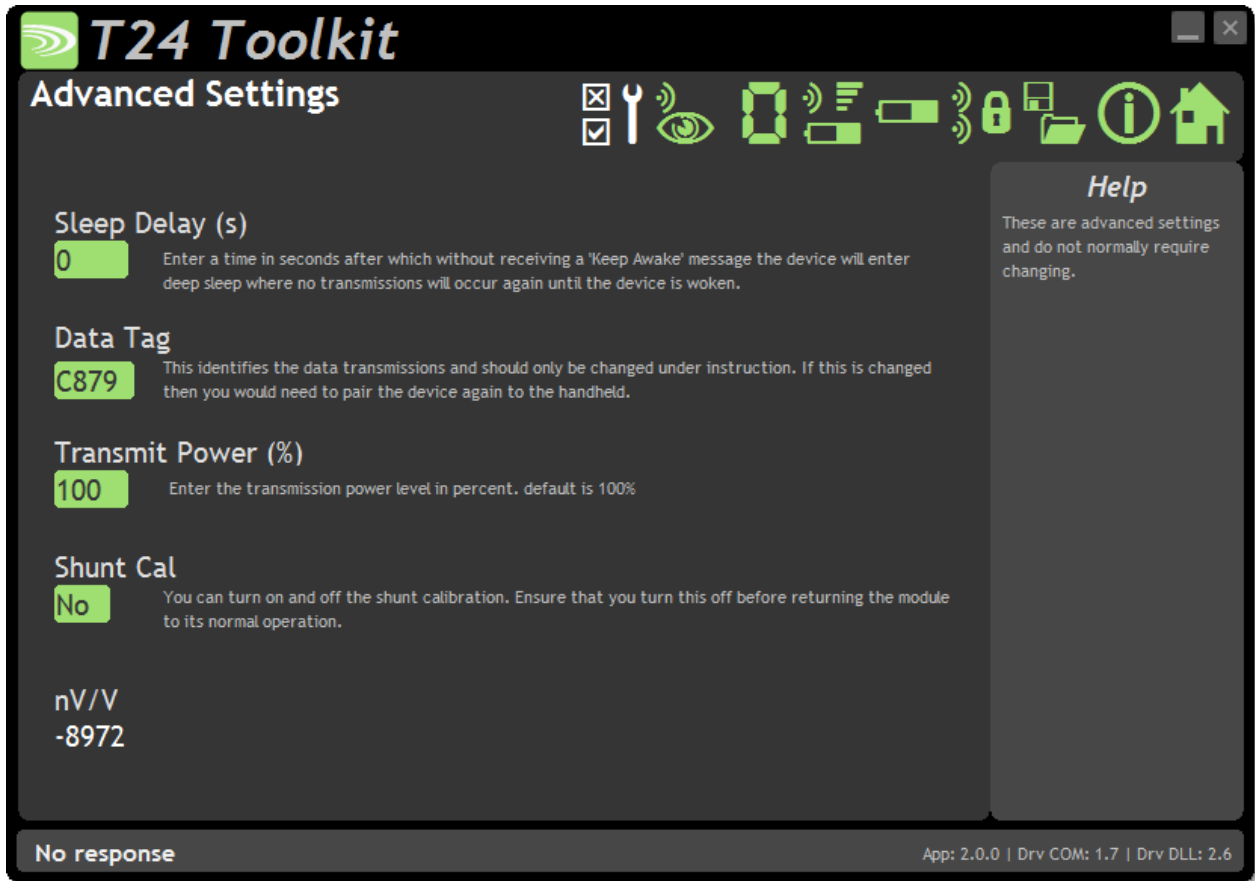 T24 Toolkit
Advanced Settings
Sleep Delay (s)
0
Enter a time in seconds after which without receiving a 'Keep Awake' message the device will enter
deep sleep where no transmissions will occur again until the device is woken.
Data Tag
C879
This identifies the data transmissions and should only be changed under instruction. If this is changed
then you would need to pair the device again to the handheld.
Transmit Power (%)
100
Enter the transmission power level in percent. default is 100%
Shunt Cal
No
You can turn on and off the shunt calibration. Ensure that you turn this off before returning the module
to its normal operation.
nV/V
-8972
Help
These are advanced settings
and do not normally require
changing.
No response
App: 2.0.0 | Drv COM: 1.7 | Drv DLL: 2.6